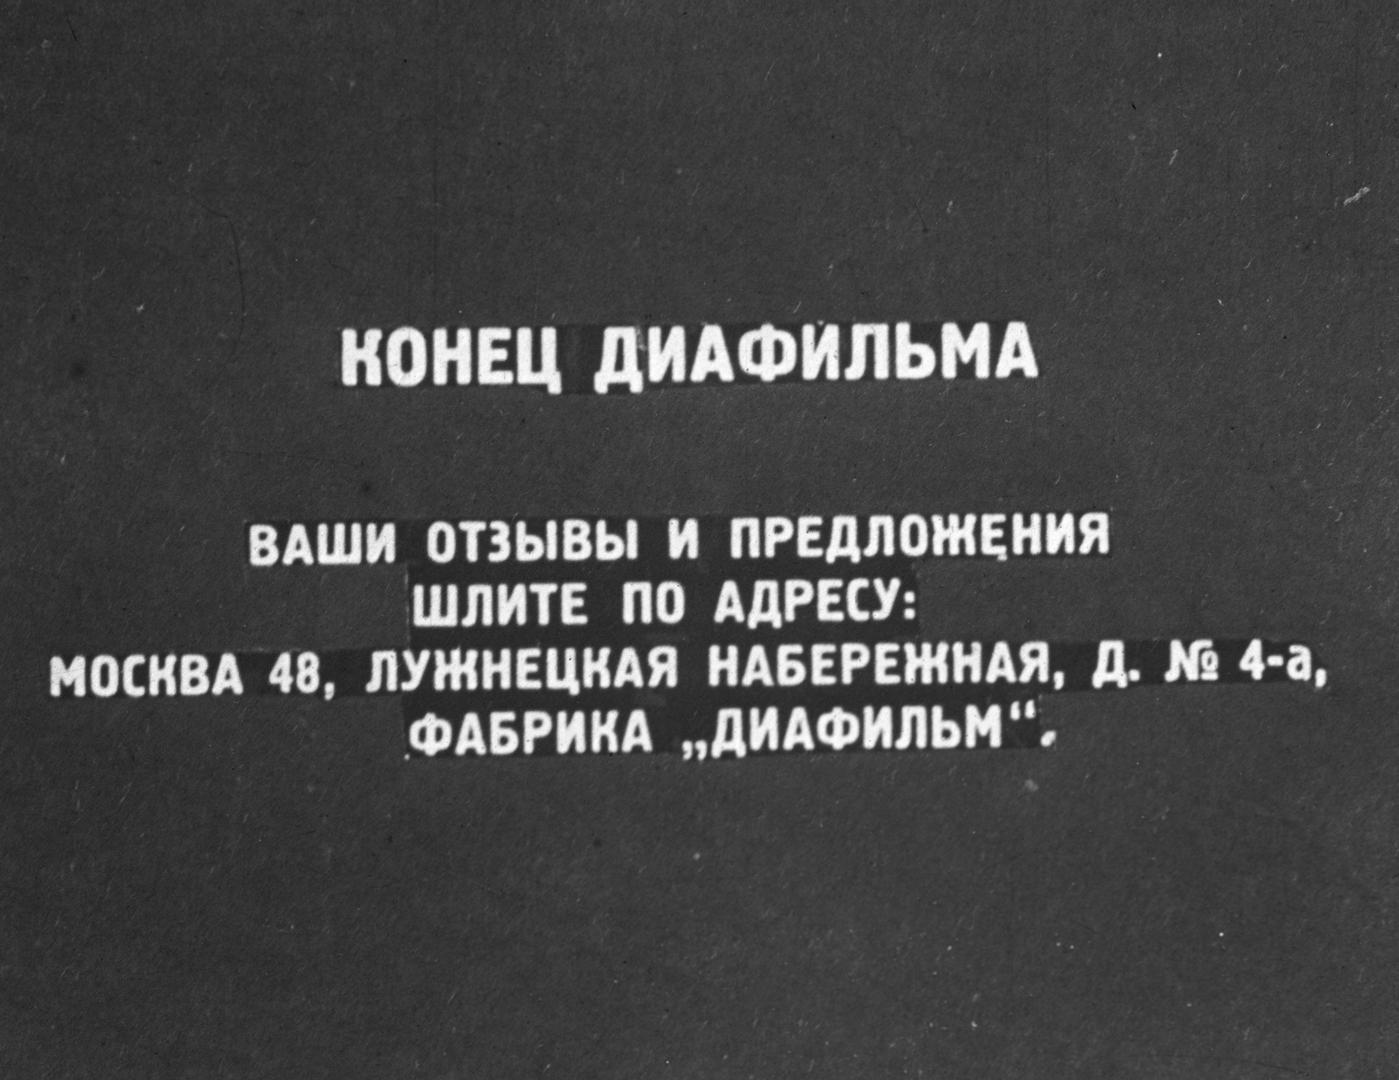 КОНЕЦ ДИАФИЛЬМА
ВАШИ ОТЗЫВЫ И ПРЕДЛОЖЕНИЯ
ШЛИТЕ ПО АДРЕСУ:
МОСКВА 48, ЛУЖНЕЦКАЯ НАБЕРЕЖНАЯ, Д. № 4-а,
ФАБРИКА „ДИАФИЛЬМ“.